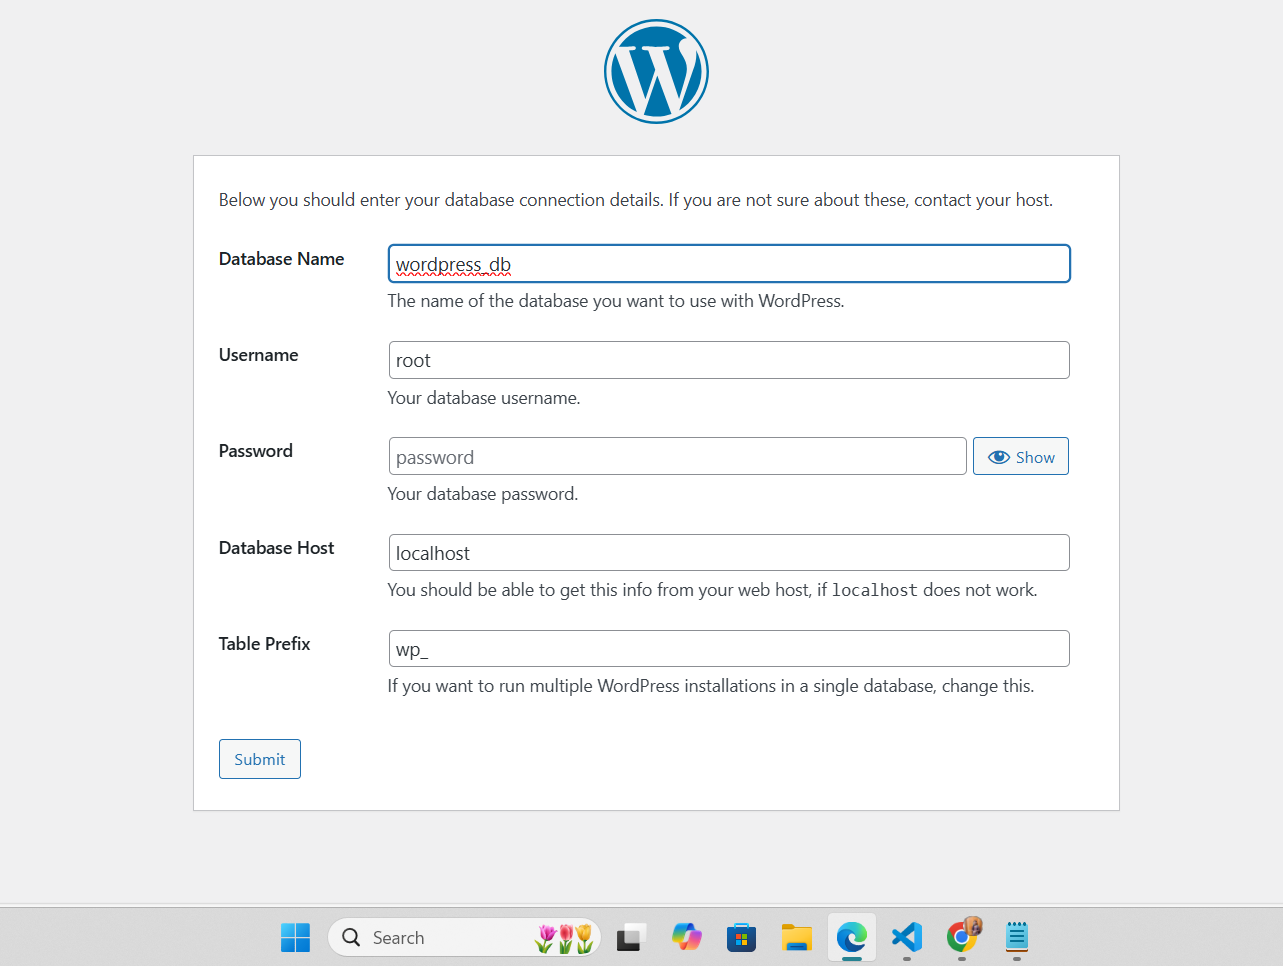 Below you should enter your database connection details. If you are not sure about these, contact your host.
Database Name
wordpress_db
The name of the database you want to use with WordPress.
Username
root
Your database username.
Password
password
Show
Your database password.
Database Host
localhost
You should be able to get this info from your web host, if localhost does not work.
Table Prefix
wp_
If you want to run multiple WordPress installations in a single database, change this.
Submit
Search